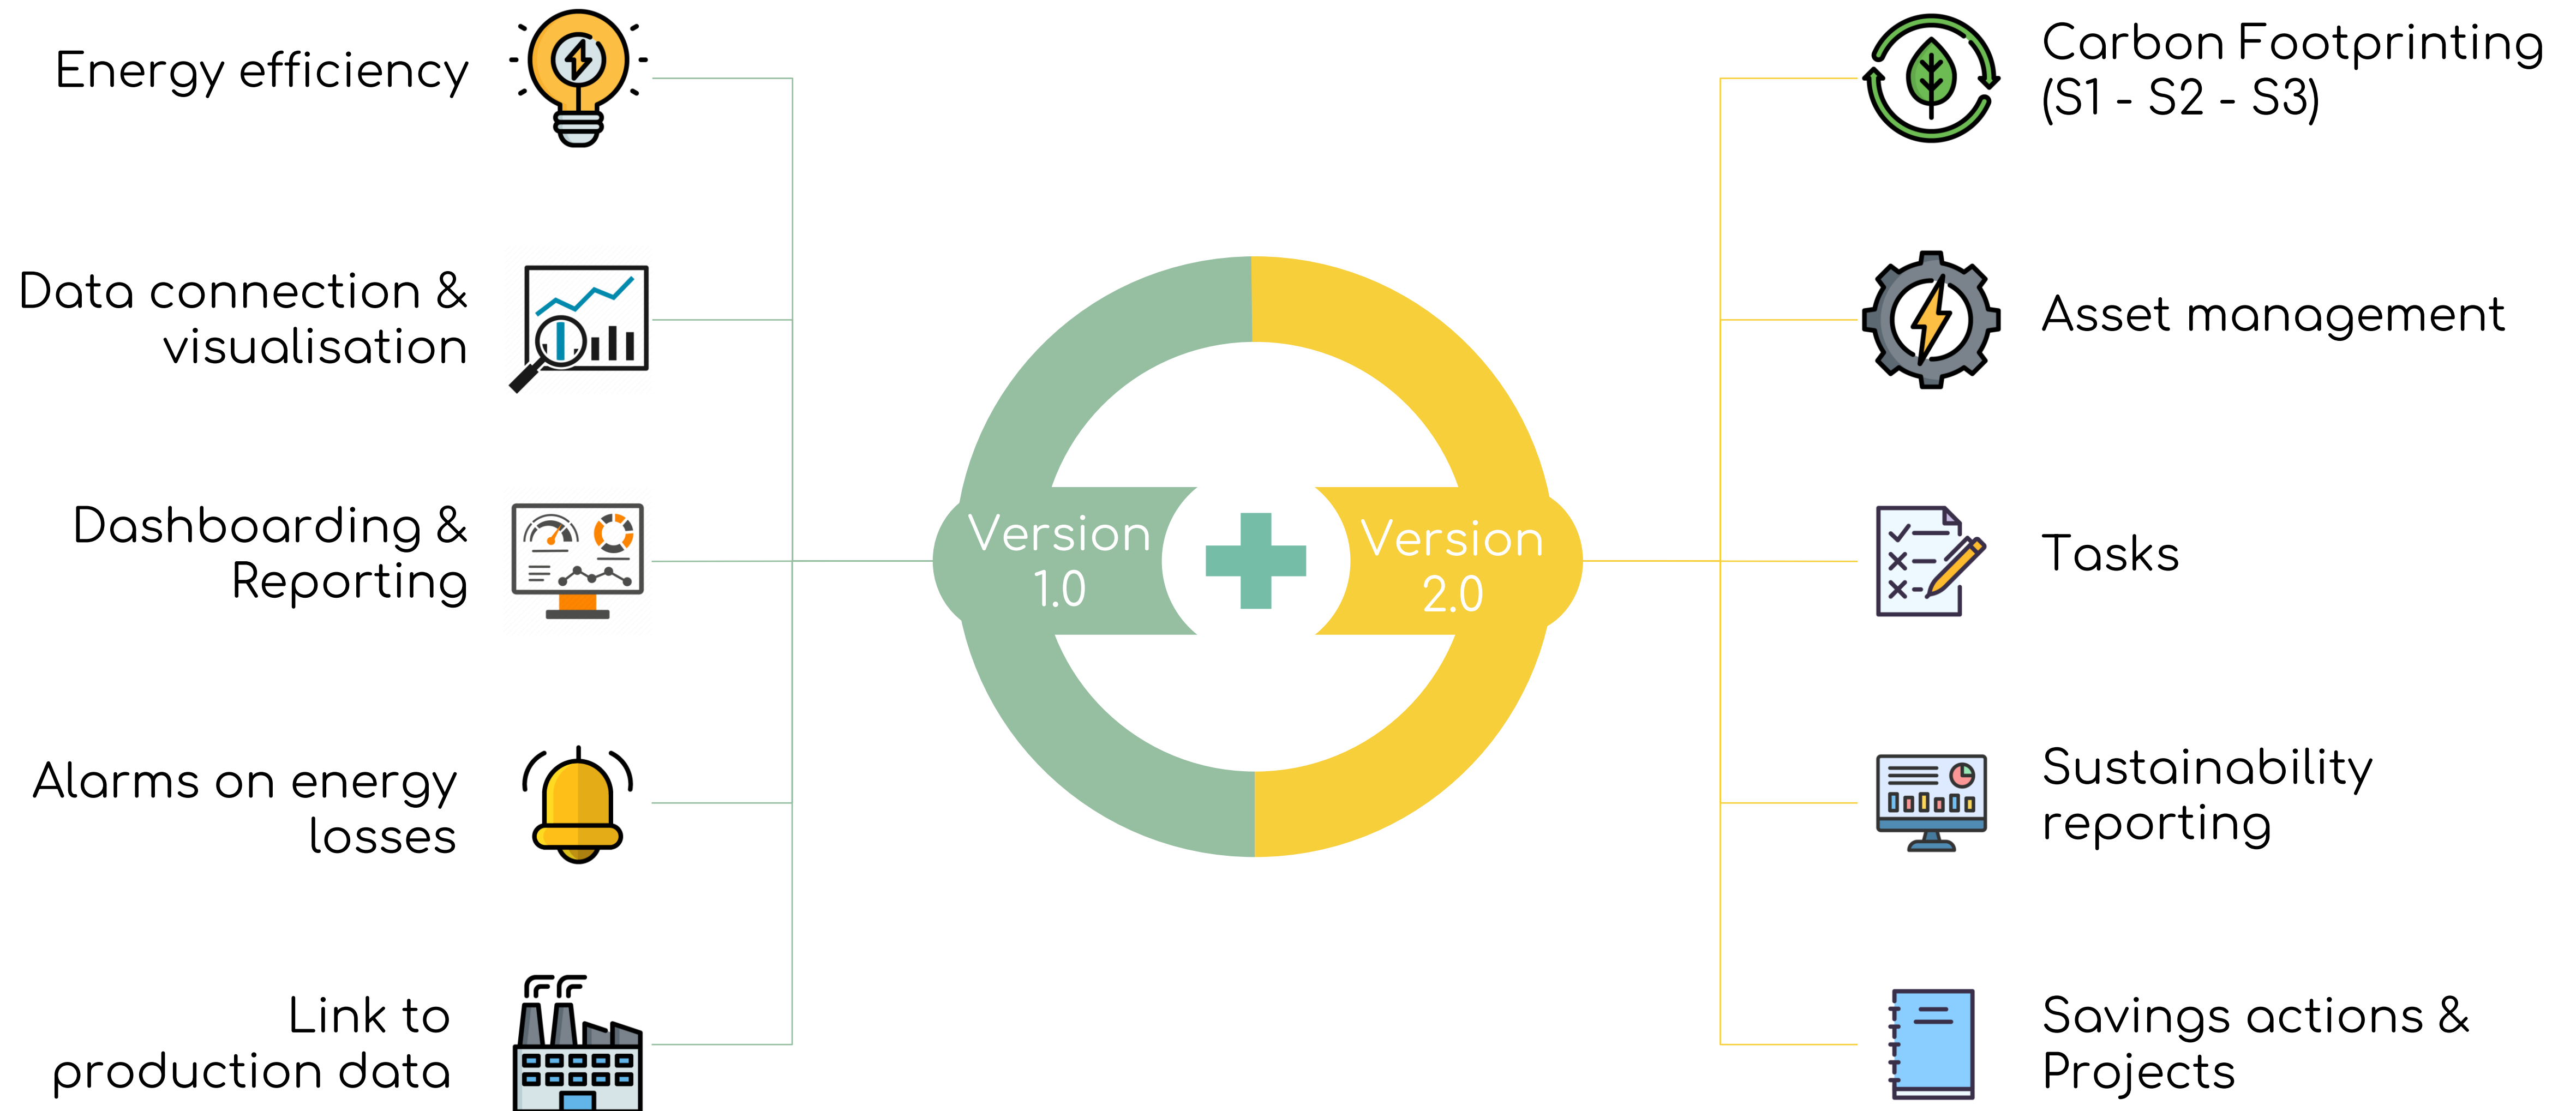 Energy efficiency
Data connection &
visualisation
Dashboarding &
Reporting
Alarms on energy
losses
Link to
production data
Version
1.0
Version
2.0
Carbon Footprinting
(S1 - S2 - S3)
Asset management
Tasks
Sustainability
reporting
Savings actions &
Projects